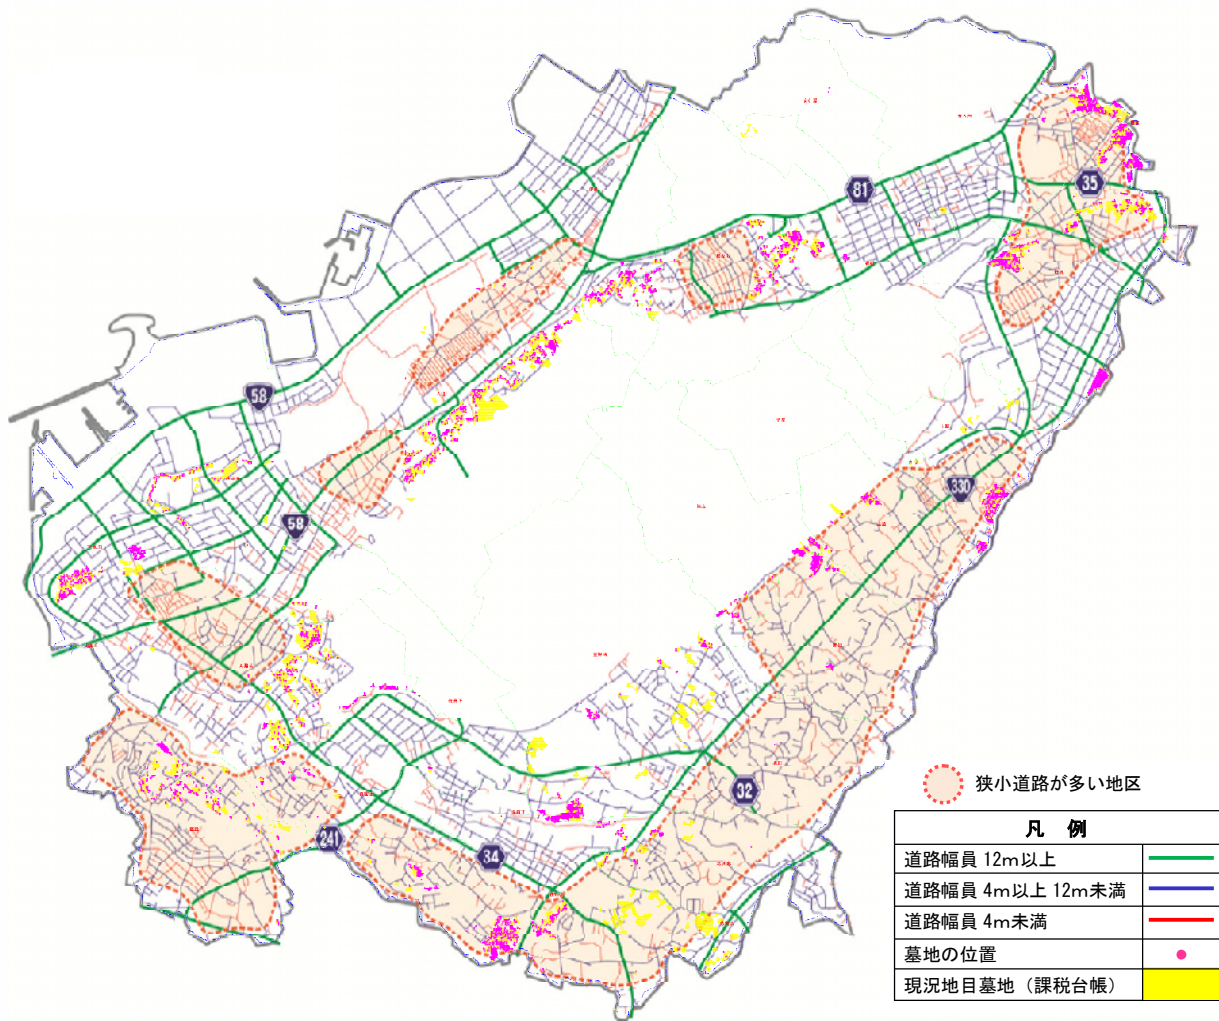 81
35
58
58
330
32
241
34
狭小道路が多い地区
凡 例
道路幅員 12m以上
道路幅員 4m以上 12m未満
道路幅員 4m未満
墓地の位置
現況地目墓地（課税台帳）